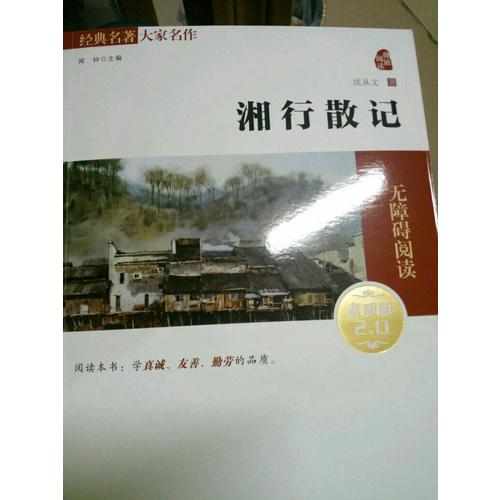 经典名著 大家名作
闻钟◎主编
沈从文 著
湘行散记
无障碍阅读
素质版
2.0
阅读本书：学真诚、友善、勤劳的品质。